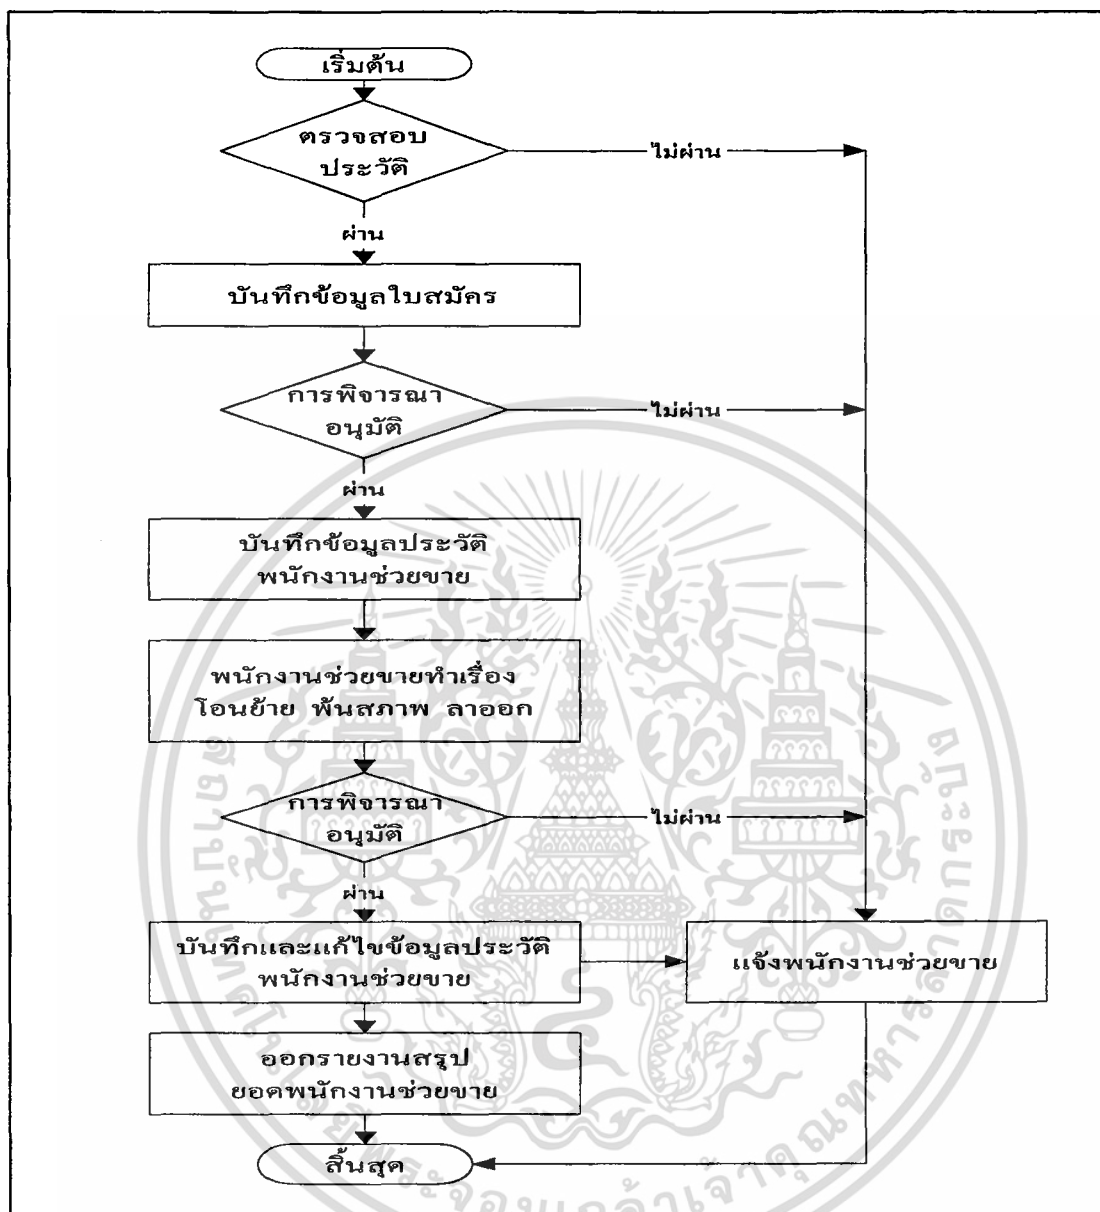 เริ่มต้น
ตรวจสอบ
ประวัติ
ไม่ผ่าน
ผ่าน
บันทึกข้อมูลใบสมัคร
การพิจารณา
อนุมัติ
ไม่ผ่าน
ผ่าน
บันทึกข้อมูลประวัติ
พนักงานช่วยขาย
พนักงานช่วยขายทำเรื่อง
โอนย้าย พ้นสภาพ ลาออก
การพิจารณา
อนุมัติ
ไม่ผ่าน
ผ่าน
บันทึกและแก้ไขข้อมูลประวัติ
พนักงานช่วยขาย
แจ้งพนักงานช่วยขาย
ออกรายงานสรุป
ยอดพนักงานช่วยขาย
สิ้นสุด